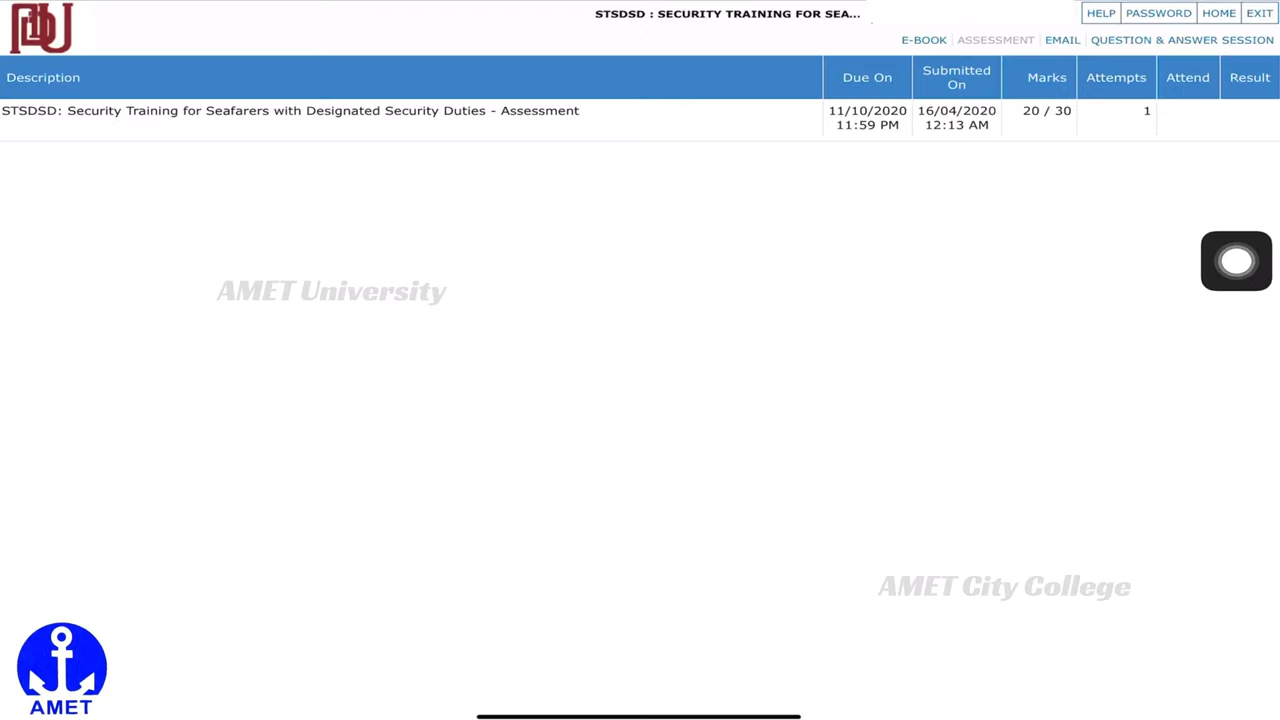 STSDSD : SECURITY TRAINING FOR SEA...
HELP PASSWORD HOME EXIT
E-BOOK ASSESSMENT EMAIL QUESTION & ANSWER SESSION
Description Due On Submitted On Marks Attempts Attend Result
STSDSD: Security Training for Seafarers with Designated Security Duties - Assessment 11/10/2020 16/04/2020 20 / 30 1
11:59 PM 12:13 AM
AMET University
AMET City College
AMET